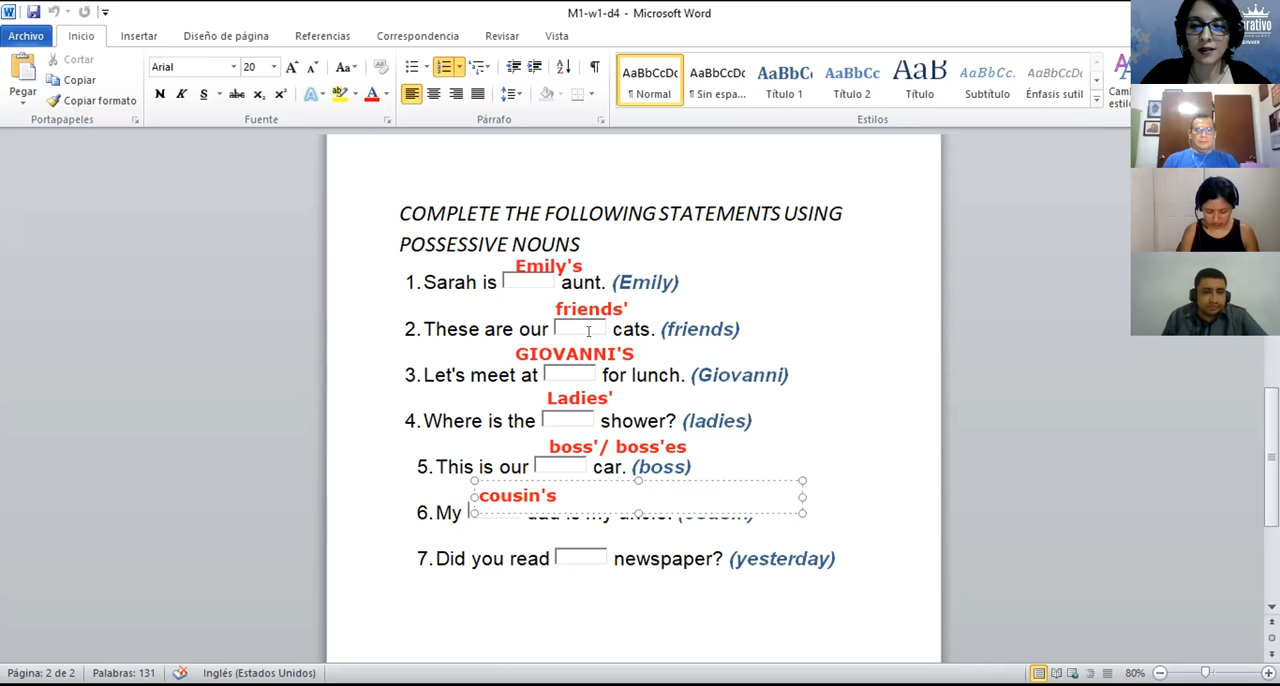 M1-w1-d4 - Microsoft Word
Archivo Inicio Insertar Diseño de página Referencias Correspondencia Revisar Vista
Pegar
Cortar
Copiar
Copiar formato
Portapapeles
Arial 20
N K S abc x₂ x² A ab A
Fuente
Párrafo
AaBbCcDc AaBbCcDc AaBbC AaBbCc AaB AaBbCc. AaBbCcDc
¶ Normal ¶ Sin espa... Título 1 Título 2 Título Subtítulo Énfasis sutil
Estilos
COMPLETE THE FOLLOWING STATEMENTS USING
POSSESSIVE NOUNS
Emily's
1. Sarah is aunt. (Emily)
friends'
2. These are our cats. (friends)
GIOVANNI'S
3. Let's meet at for lunch. (Giovanni)
Ladies'
4. Where is the shower? (ladies)
boss'/ boss'es
5. This is our car. (boss)
cousin's
6. My
7. Did you read newspaper? (yesterday)
Página: 2 de 2 Palabras: 131 Inglés (Estados Unidos) 80%